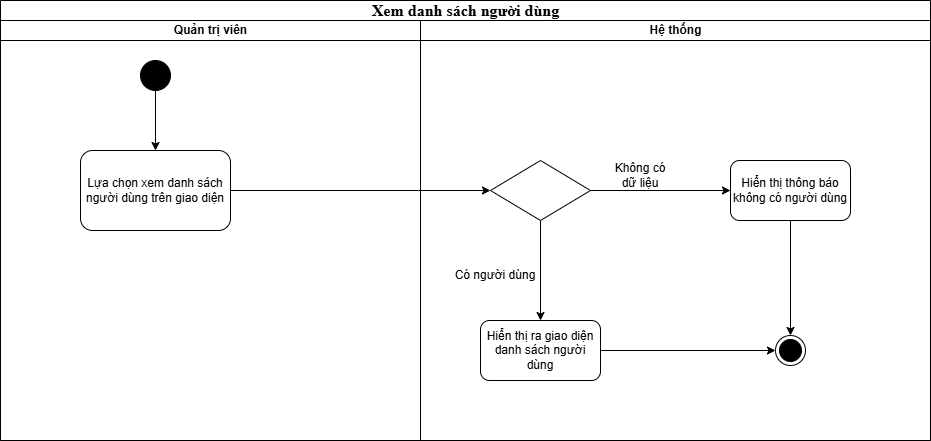 Xem danh sách người dùng
Quản trị viên
Hệ thống
Lựa chọn xem danh sách
người dùng trên giao diện
Không có
dữ liệu
Hiển thị thông báo
không có người dùng
Có người dùng
Hiển thị ra giao diện
danh sách người
dùng